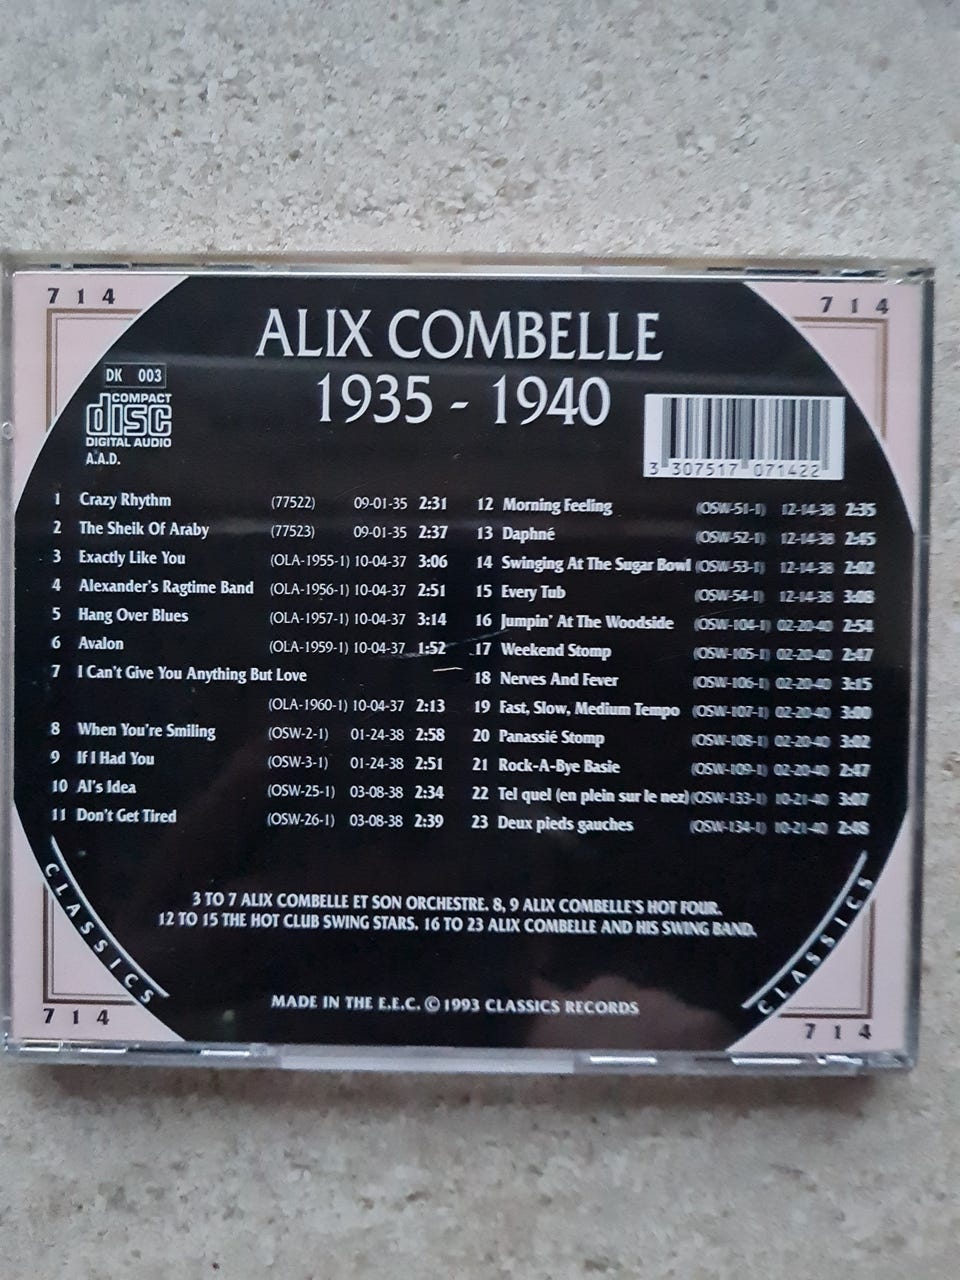 7 1 4
7 1 4
ALIX COMBELLE
1935 - 1940
DK 003
COMPACT
disc
DIGITAL AUDIO
A.A.D.
3 307517 071422
1 Crazy Rhythm (77522) 09-01-35 2:31
2 The Sheik Of Araby (77523) 09-01-35 2:37
3 Exactly Like You (OLA-1955-1) 10-04-37 3:06
4 Alexander's Ragtime Band (OLA-1956-1) 10-04-37 2:51
5 Hang Over Blues (OLA-1957-1) 10-04-37 3:14
6 Avalon (OLA-1959-1) 10-04-37 1:52
7 I Can't Give You Anything But Love
(OLA-1960-1) 10-04-37 2:13
8 When You're Smiling (OSW-2-1) 01-24-38 2:58
9 If I Had You (OSW-3-1) 01-24-38 2:51
10 Al's Idea (OSW-25-1) 03-08-38 2:34
11 Don't Get Tired (OSW-26-1) 03-08-38 2:39
12 Morning Feeling (OSW-51-1) 12-14-38 2:35
13 Daphné (OSW-52-1) 12-14-38 2:45
14 Swinging At The Sugar Bowl (OSW-53-1) 12-14-38 2:02
15 Every Tub (OSW-54-1) 12-14-38 3:08
16 Jumpin' At The Woodside (OSW-104-1) 02-20-40 2:54
17 Weekend Stomp (OSW-105-1) 02-20-40 2:47
18 Nerves And Fever (OSW-106-1) 02-20-40 3:15
19 Fast, Slow, Medium Tempo (OSW-107-1) 02-20-40 3:00
20 Panassié Stomp (OSW-108-1) 02-20-40 3:02
21 Rock-A-Bye Basie (OSW-109-1) 02-20-40 2:47
22 Tel quel (en plein sur le nez) (OSW-133-1) 10-21-40 3:07
23 Deux pieds gauches (OSW-134-1) 10-21-40 2:48
3 TO 7 ALIX COMBELLE ET SON ORCHESTRE. 8, 9 ALIX COMBELLE'S HOT FOUR.
12 TO 15 THE HOT CLUB SWING STARS. 16 TO 23 ALIX COMBELLE AND HIS SWING BAND.
CLASSICS
CLASSICS
MADE IN THE E.E.C. © 1993 CLASSICS RECORDS
7 1 4
7 1 4